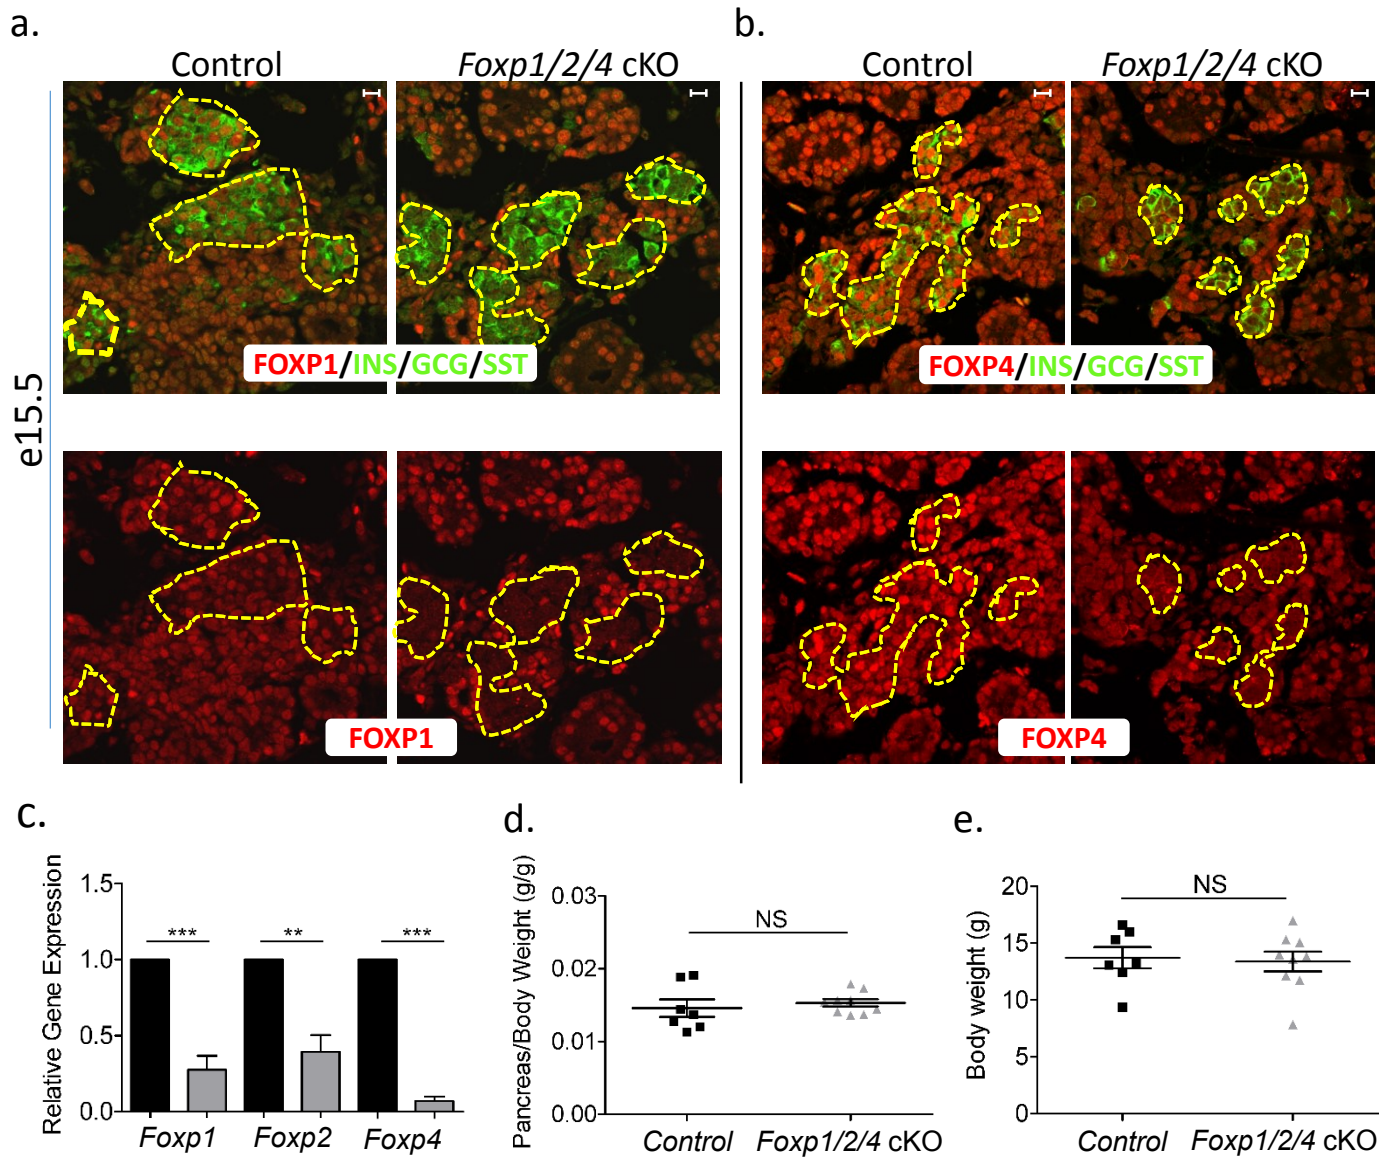 a.
b.
Control
Foxp1/2/4 cKO
Control
Foxp1/2/4 cKO
e15.5
FOXP1/INS/GCG/SST
FOXP4/INS/GCG/SST
FOXP1
FOXP4
c.
d.
e.
Relative Gene Expression
1.5
1.0
0.5
0.0
***
**
***
Foxp1
Foxp2
Foxp4
Pancreas/Body Weight (g/g)
0.03
0.02
0.01
0.00
NS
Control
Foxp1/2/4 cKO
Body weight (g)
20
15
10
5
0
NS
Control
Foxp1/2/4 cKO